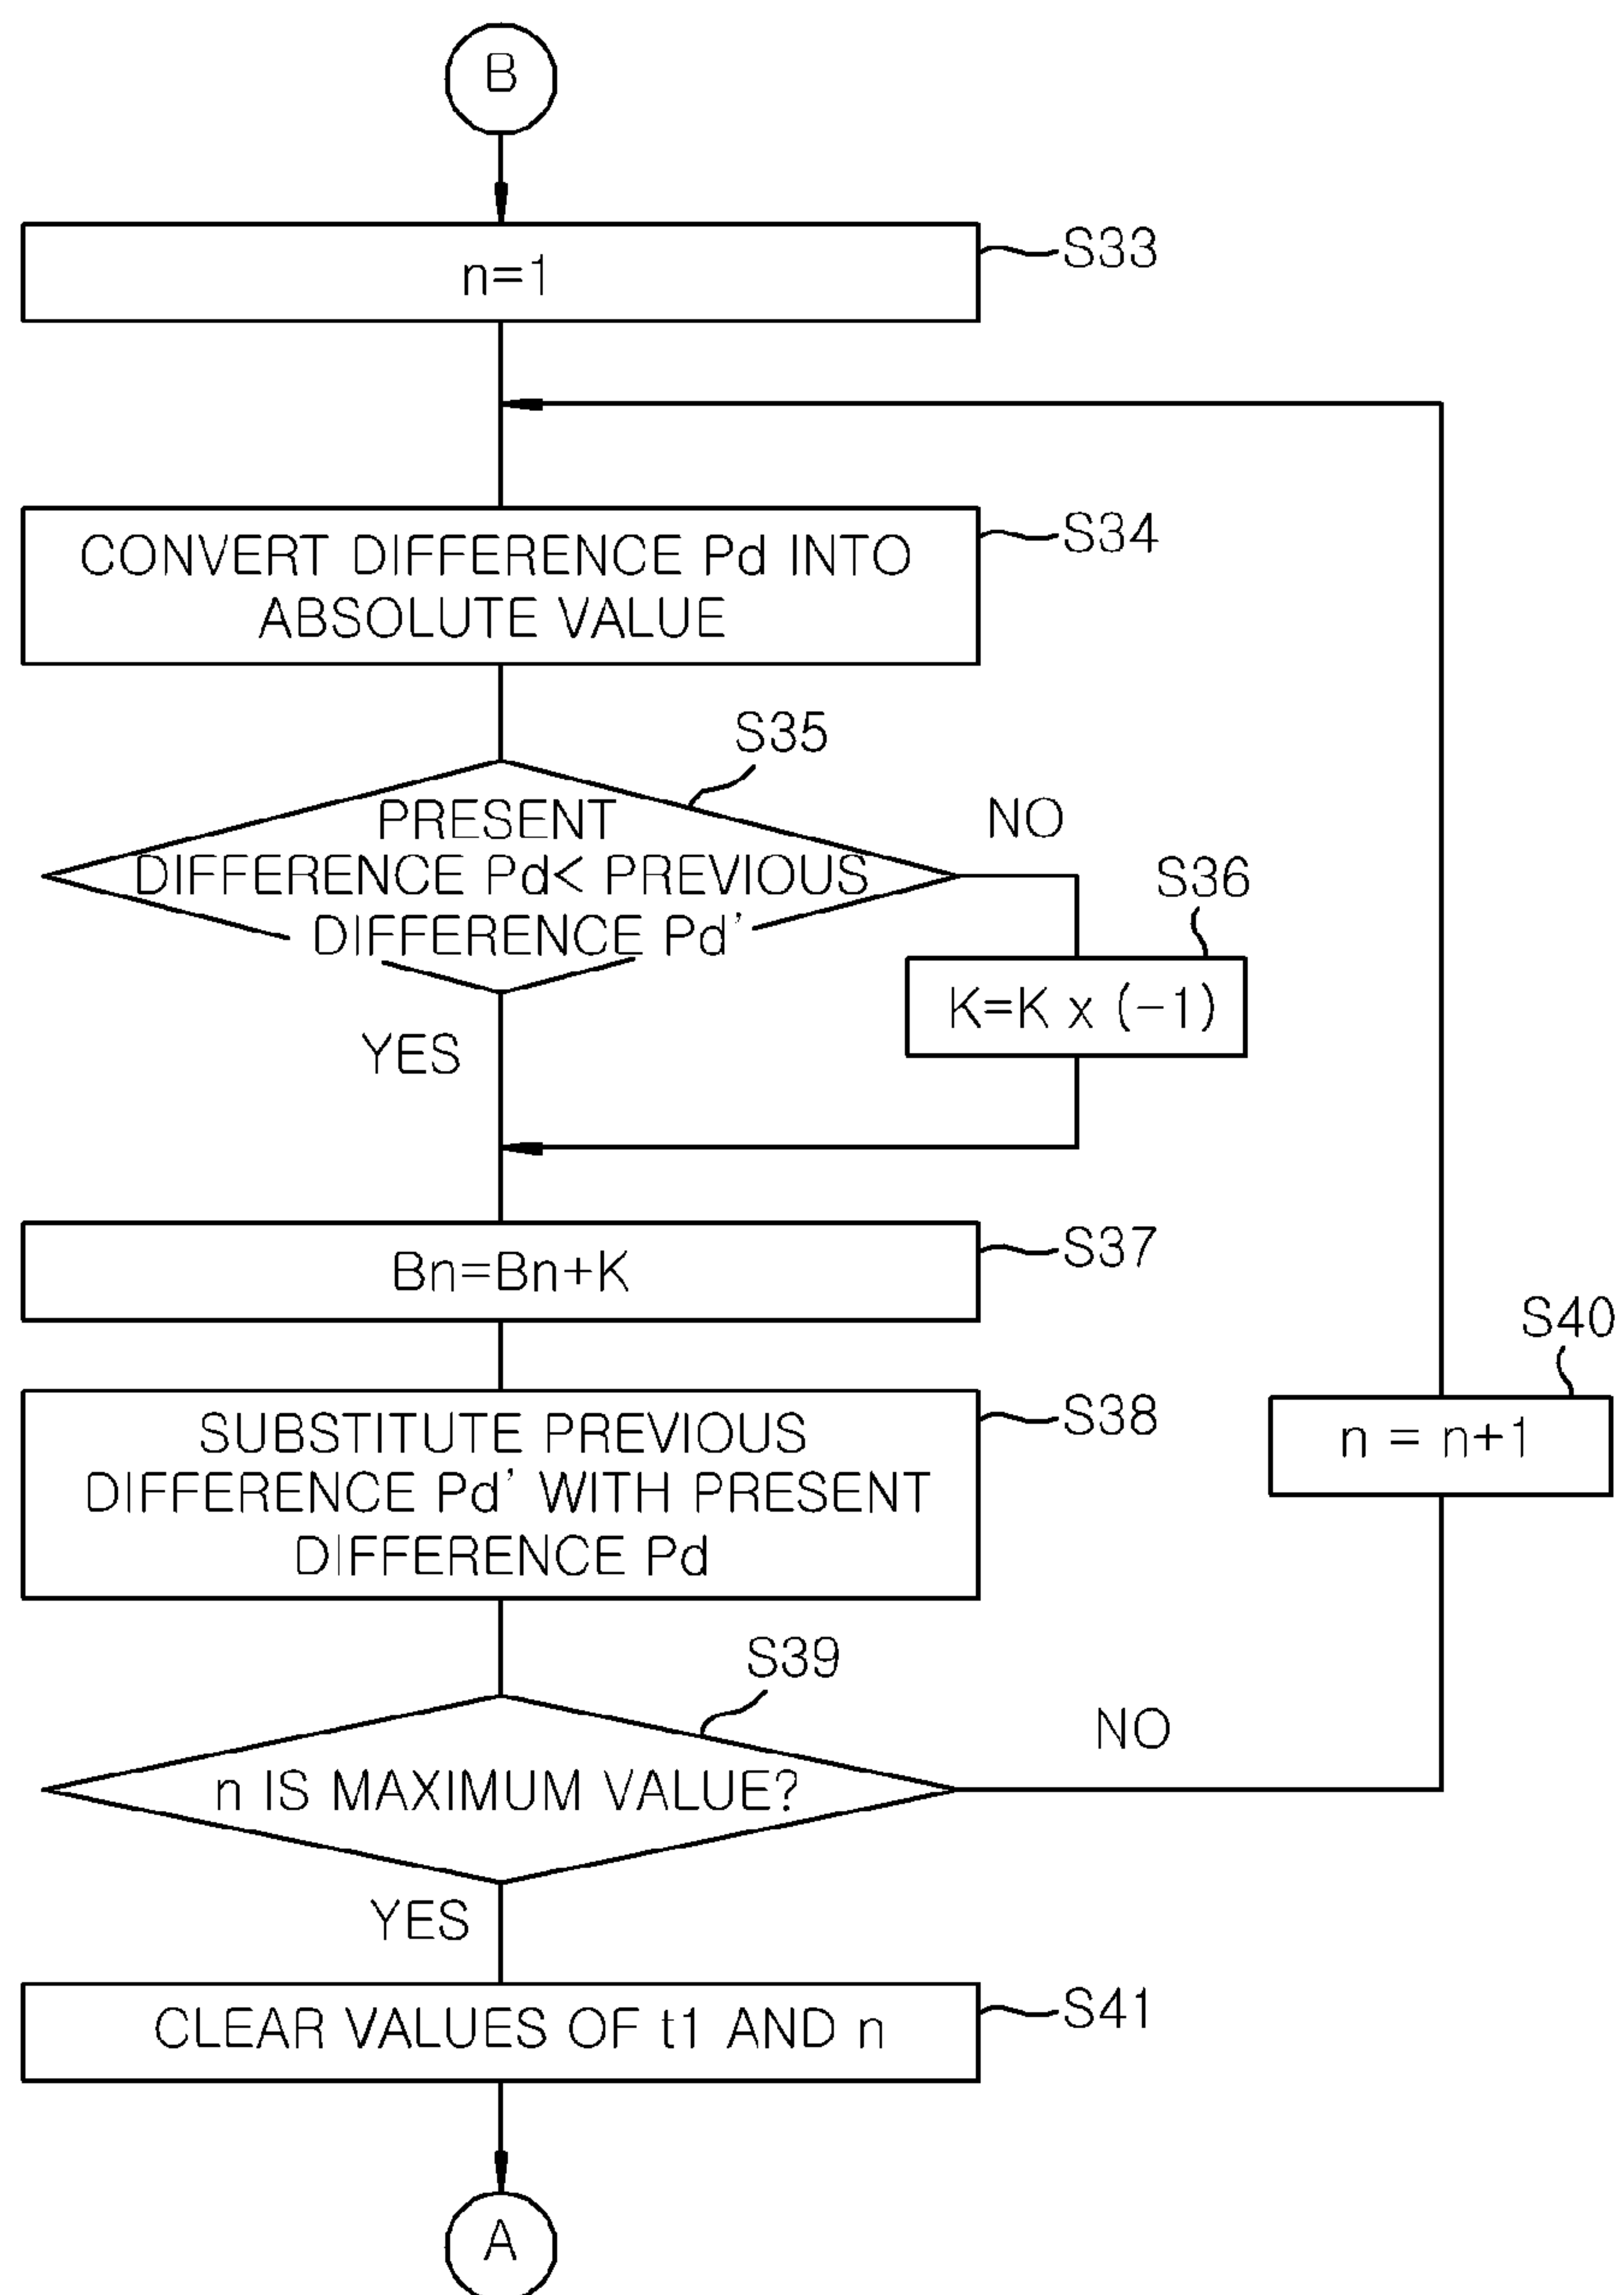 B
n=1
S33
CONVERT DIFFERENCE Pd INTO
ABSOLUTE VALUE
S34
S35
PRESENT
DIFFERENCE Pd< PREVIOUS
DIFFERENCE Pd'
NO
S36
K=K x (-1)
YES
Bn=Bn+K
S37
SUBSTITUTE PREVIOUS
DIFFERENCE Pd' WITH PRESENT
DIFFERENCE Pd
S38
S40
n = n+1
S39
n IS MAXIMUM VALUE?
NO
YES
CLEAR VALUES OF t1 AND n
S41
A